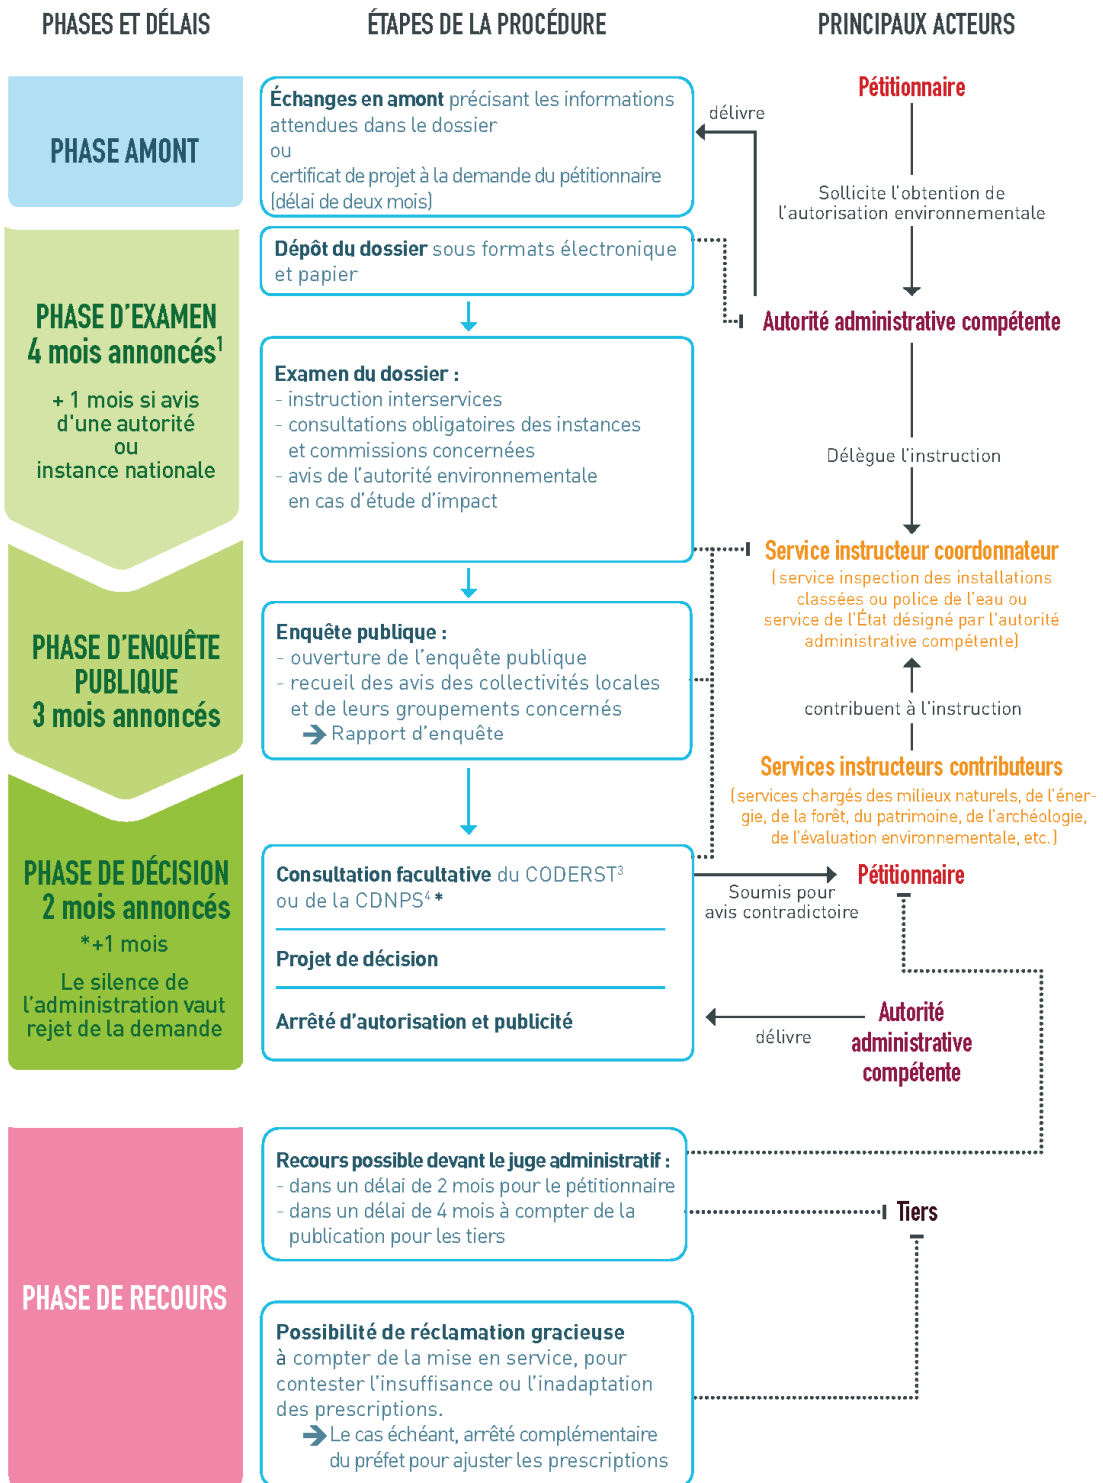 PHASES ET DÉLAIS
ÉTAPES DE LA PROCÉDURE
PRINCIPAUX ACTEURS
PHASE AMONT
Échanges en amont précisant les informations
attendues dans le dossier
ou
certificat de projet à la demande du pétitionnaire
(délai de deux mois)
délivre
Pétitionnaire
Sollicite l'obtention de
l'autorisation environnementale
PHASE D'EXAMEN
4 mois annoncés¹
+ 1 mois si avis
d'une autorité
ou
instance nationale
Dépôt du dossier sous formats électronique
et papier
Autorité administrative compétente
Examen du dossier :
- instruction interservices
- consultations obligatoires des instances
et commissions concernées
- avis de l'autorité environnementale
en cas d'étude d'impact
Délègue l'instruction
Service instructeur coordonnateur
(service inspection des installations
classées ou police de l'eau ou
service de l'État désigné par l'autorité
administrative compétente)
PHASE D'ENQUÊTE
PUBLIQUE
3 mois annoncés
Enquête publique :
- ouverture de l'enquête publique
- recueil des avis des collectivités locales
et de leurs groupements concernés
➔ Rapport d'enquête
contribuent à l'instruction
Services instructeurs contributeurs
(services chargés des milieux naturels, de l'éner-
gie, de la forêt, du patrimoine, de l'archéologie,
de l'évaluation environnementale, etc.)
PHASE DE DÉCISION
2 mois annoncés
*+1 mois
Le silence de
l'administration vaut
rejet de la demande
Consultation facultative du CODERST³
ou de la CDNPS⁴ *
Projet de décision
Arrêté d'autorisation et publicité
Soumis pour
avis contradictoire
Pétitionnaire
délivre
Autorité
administrative
compétente
PHASE DE RECOURS
Recours possible devant le juge administratif :
- dans un délai de 2 mois pour le pétitionnaire
- dans un délai de 4 mois à compter de la
publication pour les tiers
Tiers
Possibilité de réclamation gracieuse
à compter de la mise en service, pour
contester l'insuffisance ou l'inadaptation
des prescriptions.
➔ Le cas échéant, arrêté complémentaire
du préfet pour ajuster les prescriptions